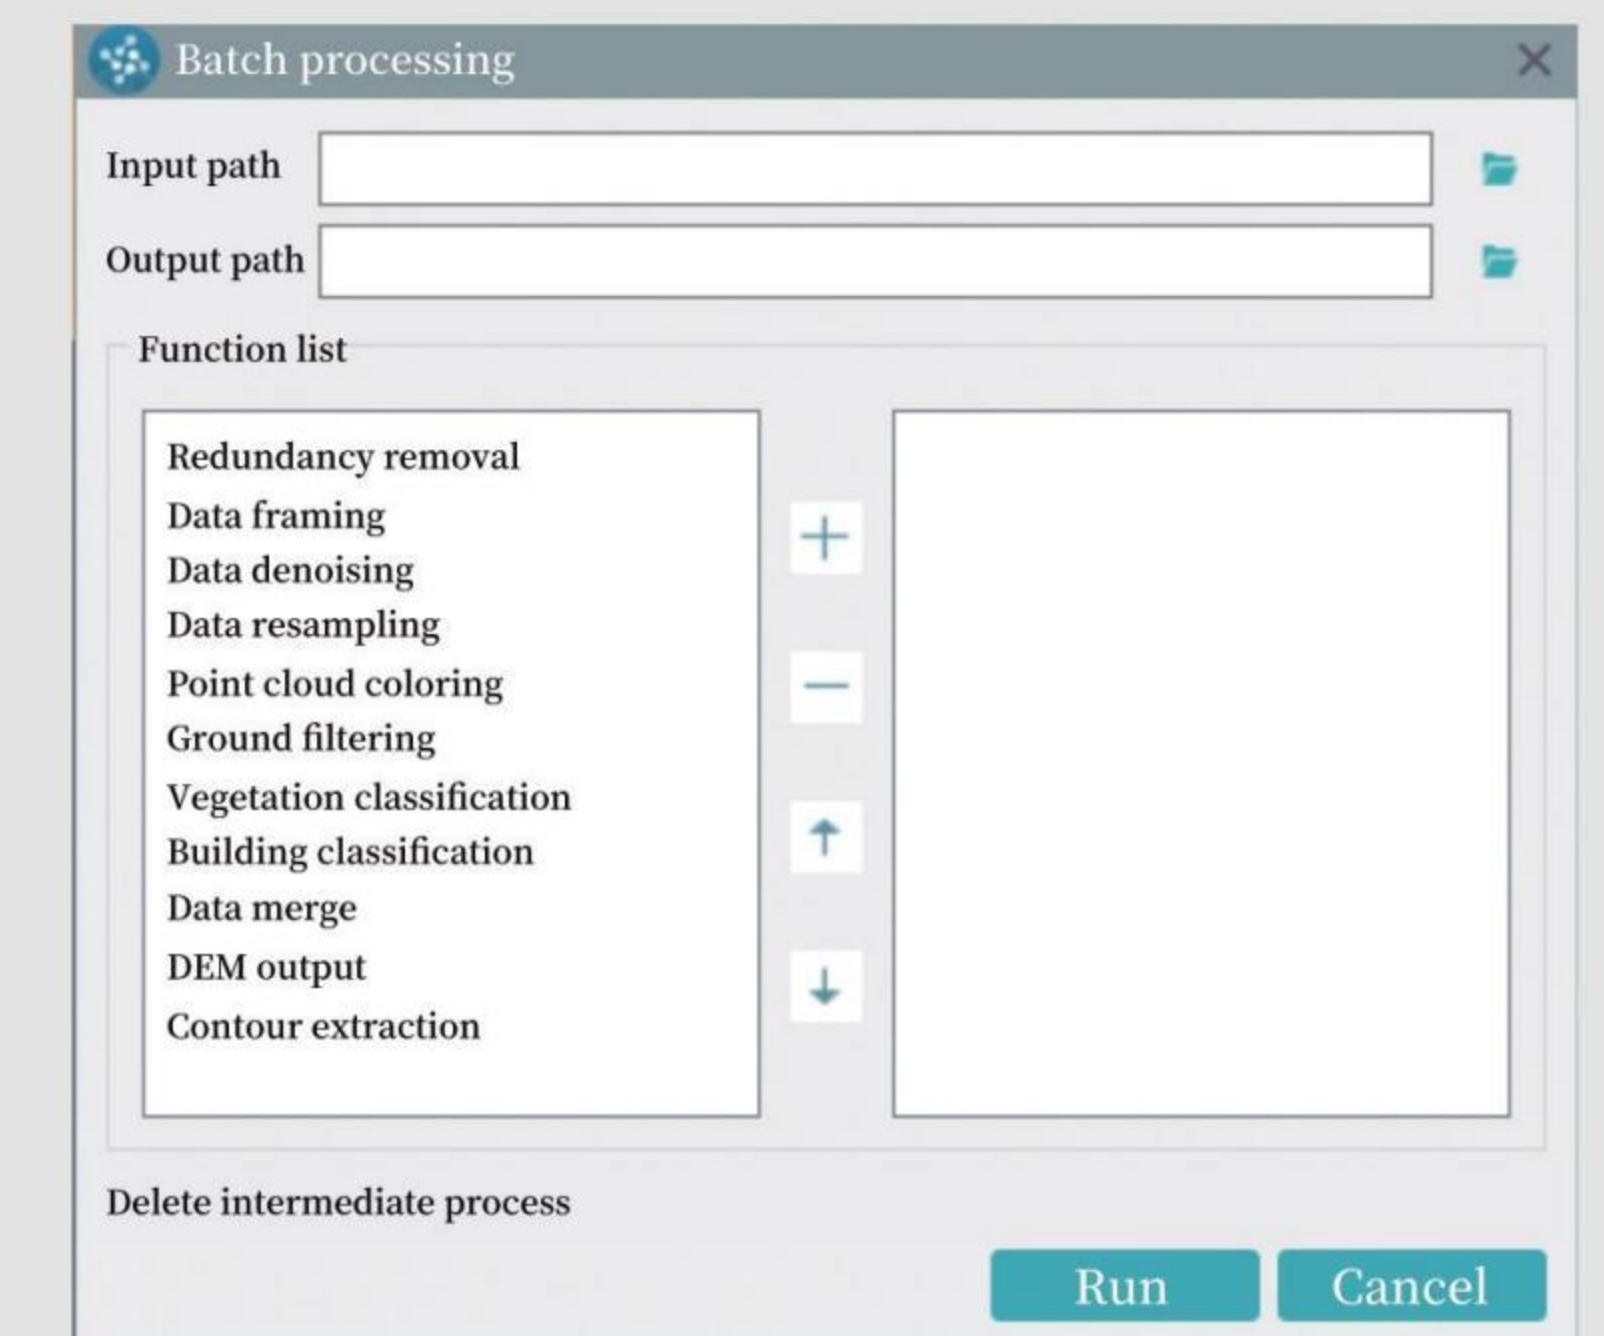 Batch processing
Input path
Output path
Function list
Redundancy removal
Data framing
Data denoising
Data resampling
Point cloud coloring
Ground filtering
Vegetation classification
Building classification
Data merge
DEM output
Contour extraction
Delete intermediate process
Run
Cancel